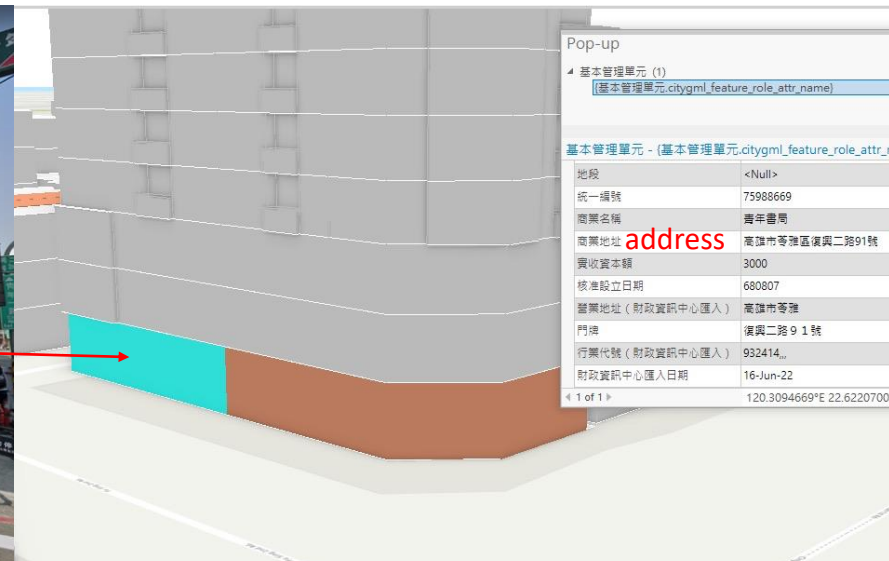 Pop-up
基本管理單元 (1)
{基本管理單元.citygml_feature_role_attr_name}
基本管理單元 - {基本管理單元.citygml_feature_role_attr_n
地段 <Null>
統一編號 75988669
商業名稱 青年書局
商業地址 address 高雄市苓雅區復興二路91號
實收資本額 3000
核准設立日期 680807
營業地址（財政資訊中心匯入） 高雄市苓雅
門牌 復興二路９１號
行業代號（財政資訊中心匯入） 932414,,,
財政資訊中心匯入日期 16-Jun-22
1 of 1 120.3094669°E 22.6220700